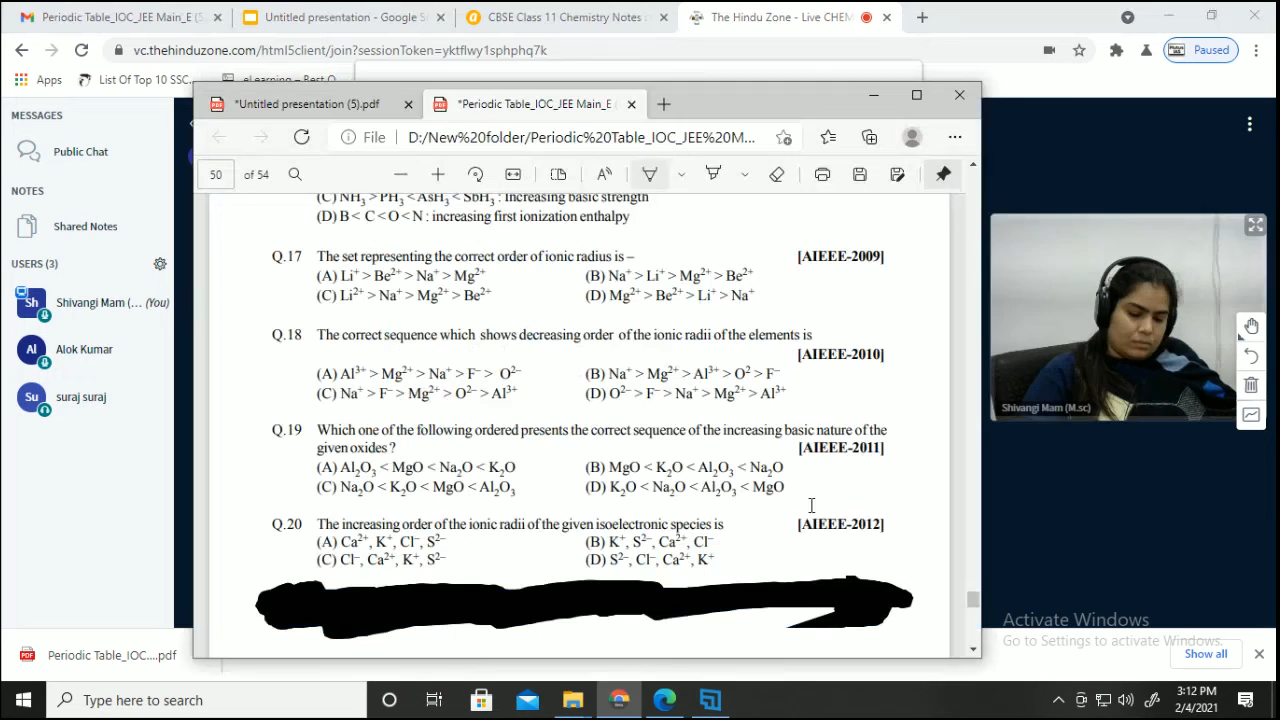 Periodic Table_IOC_JEE Main_E (5
Untitled presentation - Google S
CBSE Class 11 Chemistry Notes
The Hindu Zone - Live CHEM
vc.thehinduzone.com/html5client/join?sessionToken=yktflwy1sphphq7k
Paused
Apps
List Of Top 10 SSC...
eLearning – Best O
*Untitled presentation (5).pdf
*Periodic Table_IOC_JEE Main_E (
File
D:/New%20folder/Periodic%20Table_IOC_JEE%20M...
50 of 54
MESSAGES
Public Chat
NOTES
Shared Notes
USERS (3)
Sh
Shivangi Mam (... (You)
Al
Alok Kumar
Su
suraj suraj
(C) NH₃ > PH₃ < AsH₃ < SbH₃ : Increasing basic strength
(D) B < C < O < N : increasing first ionization enthalpy
Q.17 The set representing the correct order of ionic radius is – [AIEEE-2009]
(A) Li⁺ > Be²⁺ > Na⁺ > Mg²⁺ (B) Na⁺ > Li⁺ > Mg²⁺ > Be²⁺
(C) Li²⁺ > Na⁺ > Mg²⁺ > Be²⁺ (D) Mg²⁺ > Be²⁺ > Li⁺ > Na⁺
Q.18 The correct sequence which shows decreasing order of the ionic radii of the elements is
[AIEEE-2010]
(A) Al³⁺ > Mg²⁺ > Na⁺ > F⁻ > O²⁻ (B) Na⁺ > Mg²⁺ > Al³⁺ > O² > F⁻
(C) Na⁺ > F⁻ > Mg²⁺ > O²⁻ > Al³⁺ (D) O²⁻ > F⁻ > Na⁺ > Mg²⁺ > Al³⁺
Q.19 Which one of the following ordered presents the correct sequence of the increasing basic nature of the
given oxides ? [AIEEE-2011]
(A) Al₂O₃ < MgO < Na₂O < K₂O (B) MgO < K₂O < Al₂O₃ < Na₂O
(C) Na₂O < K₂O < MgO < Al₂O₃ (D) K₂O < Na₂O < Al₂O₃ < MgO
Q.20 The increasing order of the ionic radii of the given isoelectronic species is [AIEEE-2012]
(A) Ca²⁺, K⁺, Cl⁻, S²⁻ (B) K⁺, S²⁻, Ca²⁺, Cl⁻
(C) Cl⁻, Ca²⁺, K⁺, S²⁻ (D) S²⁻, Cl⁻, Ca²⁺, K⁺
Shivangi Mam (M.sc)
Activate Windows
Go to Settings to activate Windows.
Periodic Table_IOC....pdf
Show all
Type here to search
3:12 PM
2/4/2021